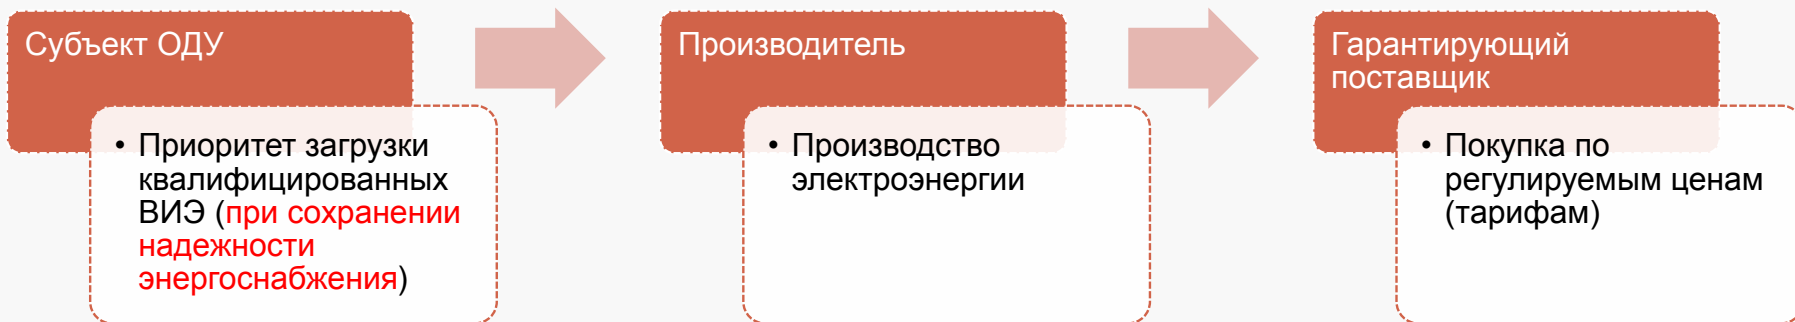 Субъект ОДУ
• Приоритет загрузки
квалифицированных
ВИЭ (при сохранении
надежности
энергоснабжения)
Производитель
• Производство
электроэнергии
Гарантирующий
поставщик
• Покупка по
регулируемым ценам
(тарифам)